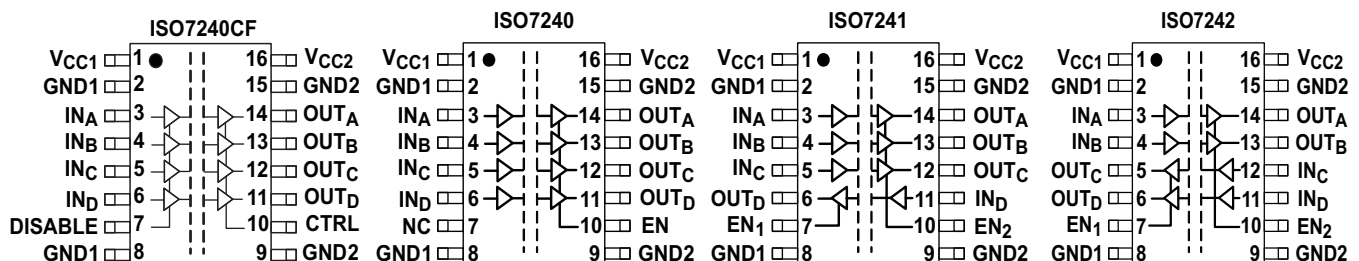 ISO7240CF ISO7240 ISO7241 ISO7242
VCC1 1 16 VCC2 VCC1 1 16 VCC2 VCC1 1 16 VCC2 VCC1 1 16 VCC2
GND1 2 15 GND2 GND1 2 15 GND2 GND1 2 15 GND2 GND1 2 15 GND2
INA 3 14 OUTA INA 3 14 OUTA INA 3 14 OUTA INA 3 14 OUTA
INB 4 13 OUTB INB 4 13 OUTB INB 4 13 OUTB INB 4 13 OUTB
INC 5 12 OUTC INC 5 12 OUTC INC 5 12 OUTC OUTC 5 12 INC
IND 6 11 OUTD IND 6 11 OUTD OUTD 6 11 IND OUTD 6 11 IND
DISABLE 7 10 CTRL NC 7 10 EN EN1 7 10 EN2 EN1 7 10 EN2
GND1 8 9 GND2 GND1 8 9 GND2 GND1 8 9 GND2 GND1 8 9 GND2